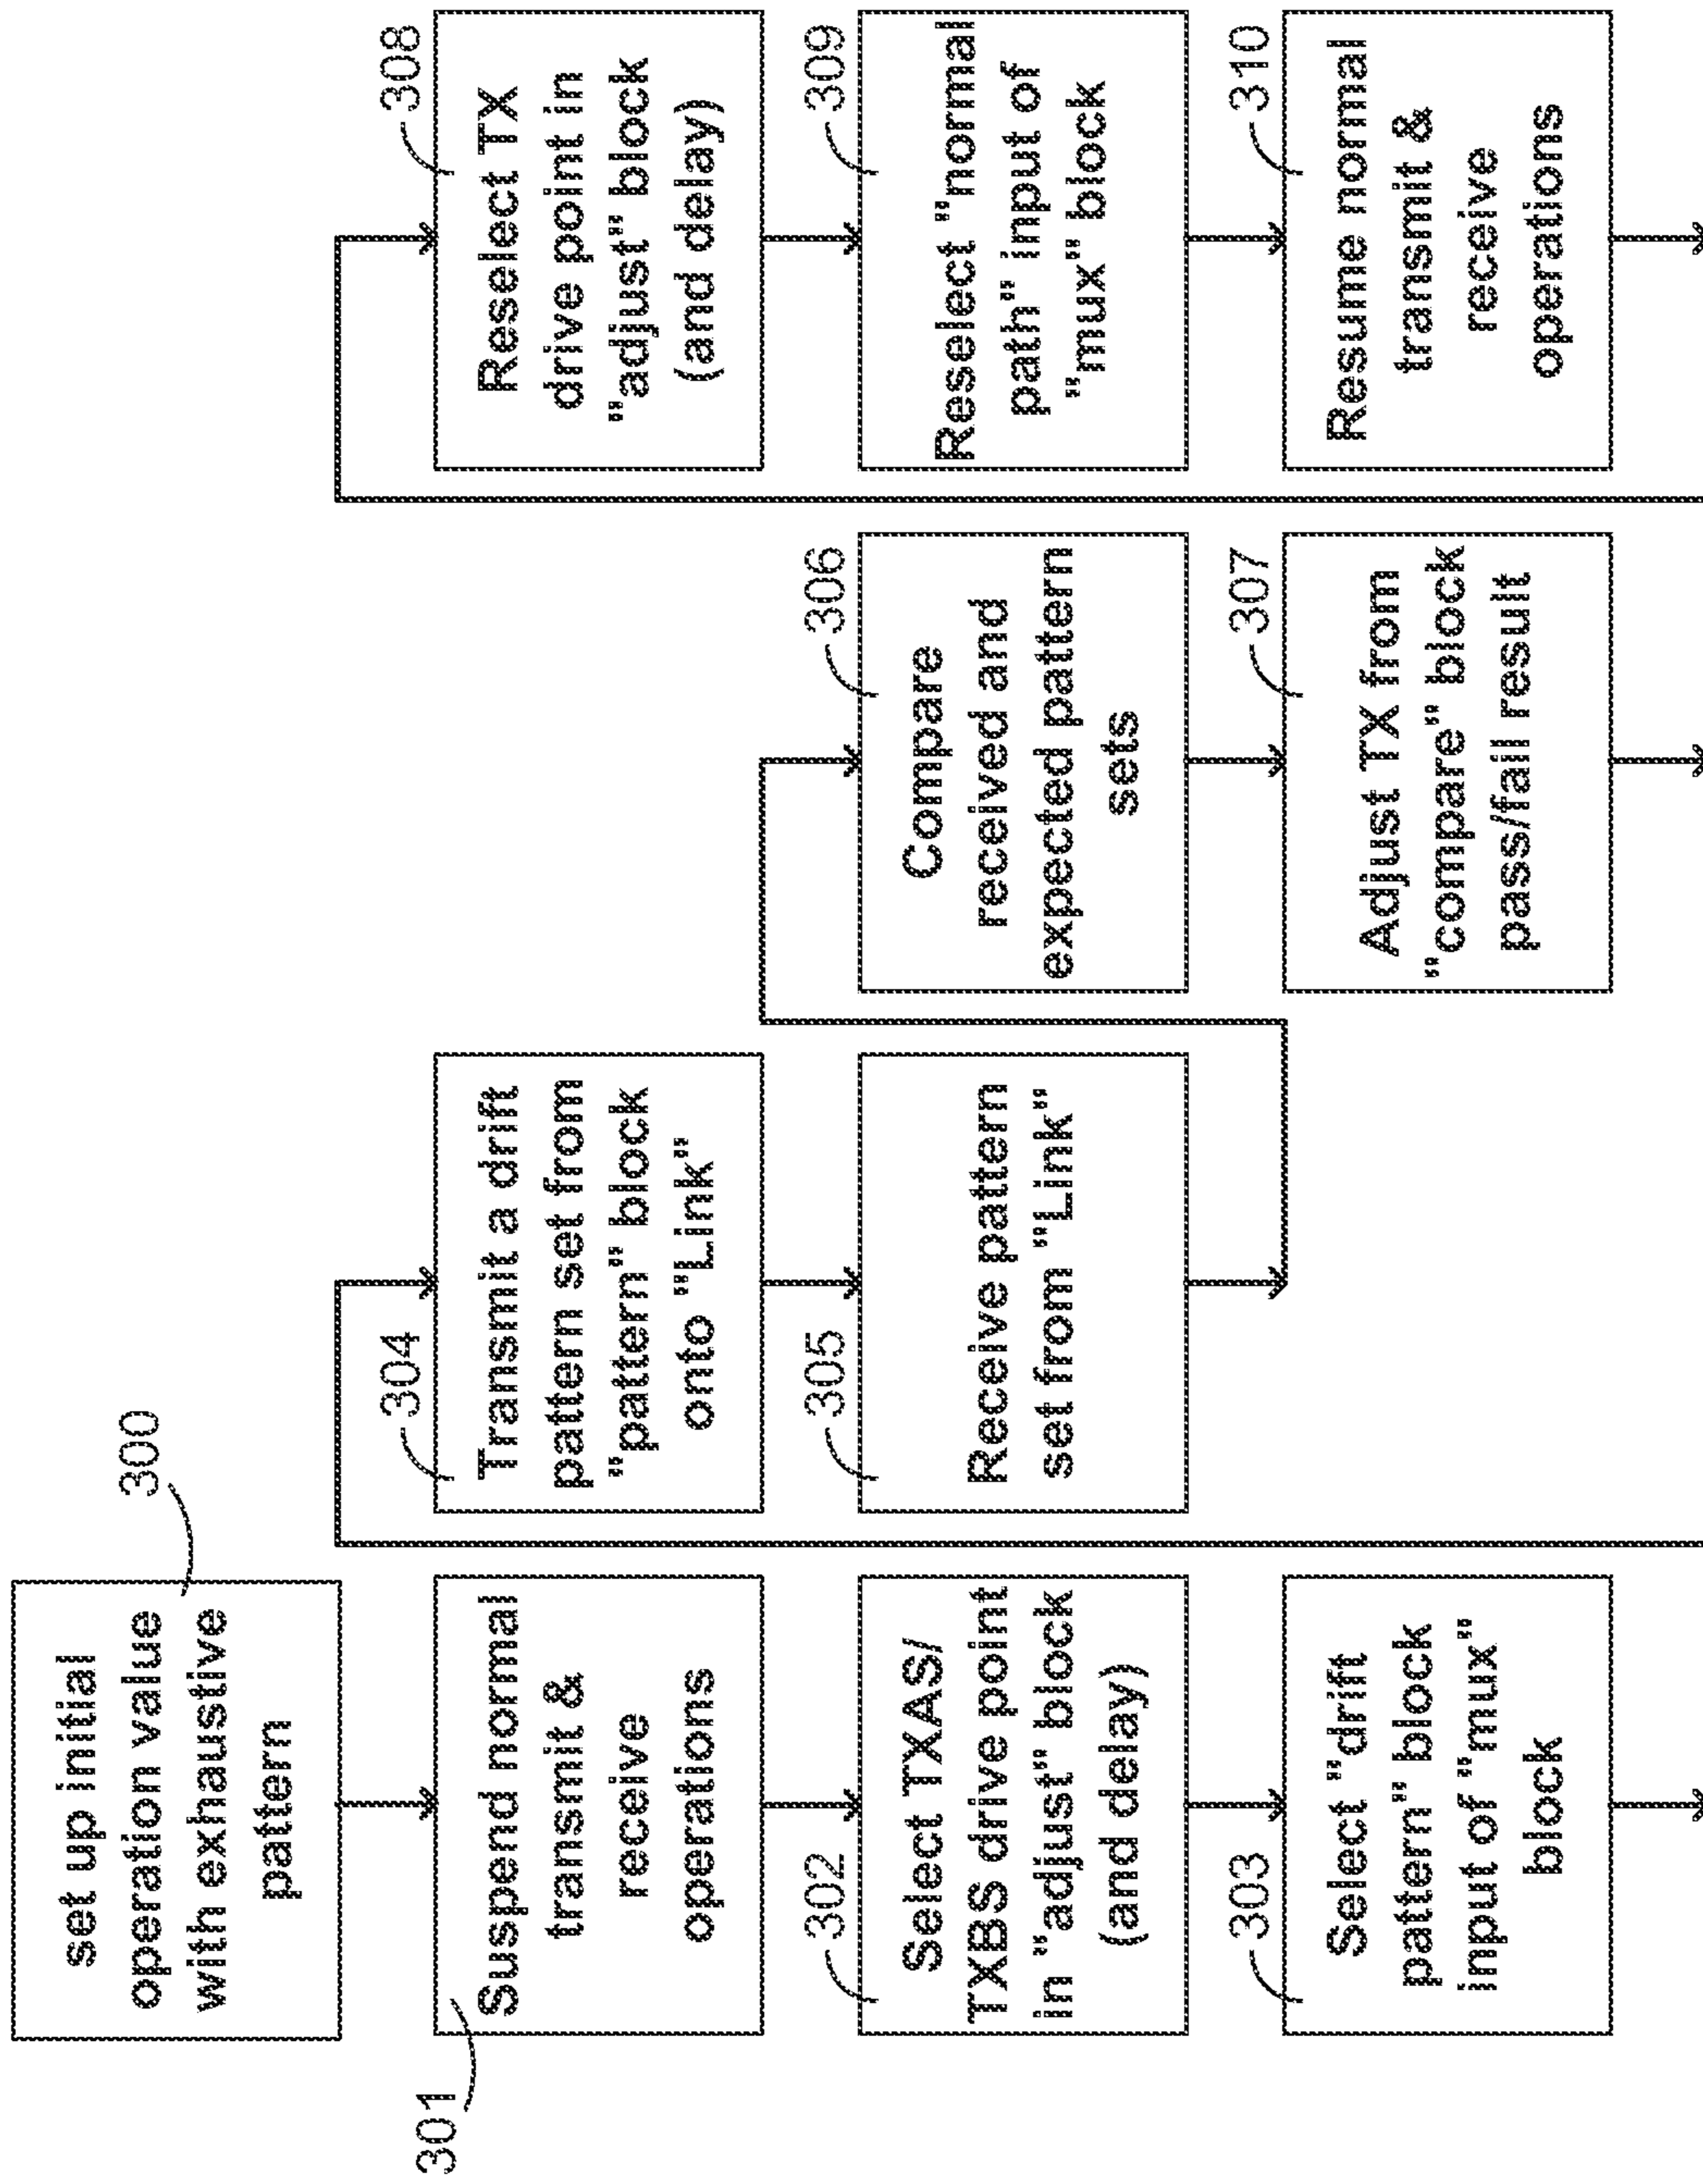 300
set up initial
operation value
with exhaustive
pattern
301
Suspend normal
transmit &
receive
operations
302
Select TXAS/
TXBS drive point
in "adjust" block
(and delay)
303
Select "drift
pattern" block
input of "mux"
block
304
Transmit a drift
pattern set from
"pattern" block
onto "Link"
305
Receive pattern
set from "Link"
306
Compare
received and
expected pattern
sets
307
Adjust TX from
"compare" block
pass/fail result
308
Reselect TX
drive point in
"adjust" block
(and delay)
309
Reselect "normal
path" input of
"mux" block
310
Resume normal
transmit &
receive
operations